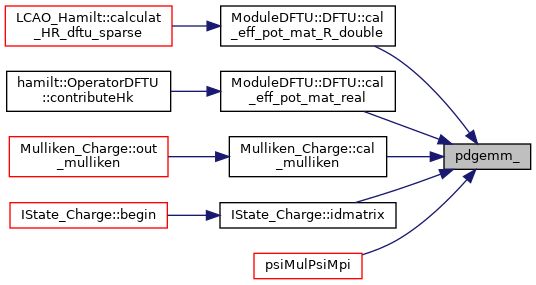 LCAO_Hamilt::calculat
_HR_dftu_sparse
ModuleDFTU::DFTU::cal
_eff_pot_mat_R_double
hamilt::OperatorDFTU
::contributeHk
ModuleDFTU::DFTU::cal
_eff_pot_mat_real
Mulliken_Charge::out
_mulliken
Mulliken_Charge::cal
_mulliken
pdgemm_
IState_Charge::begin
IState_Charge::idmatrix
psiMulPsiMpi